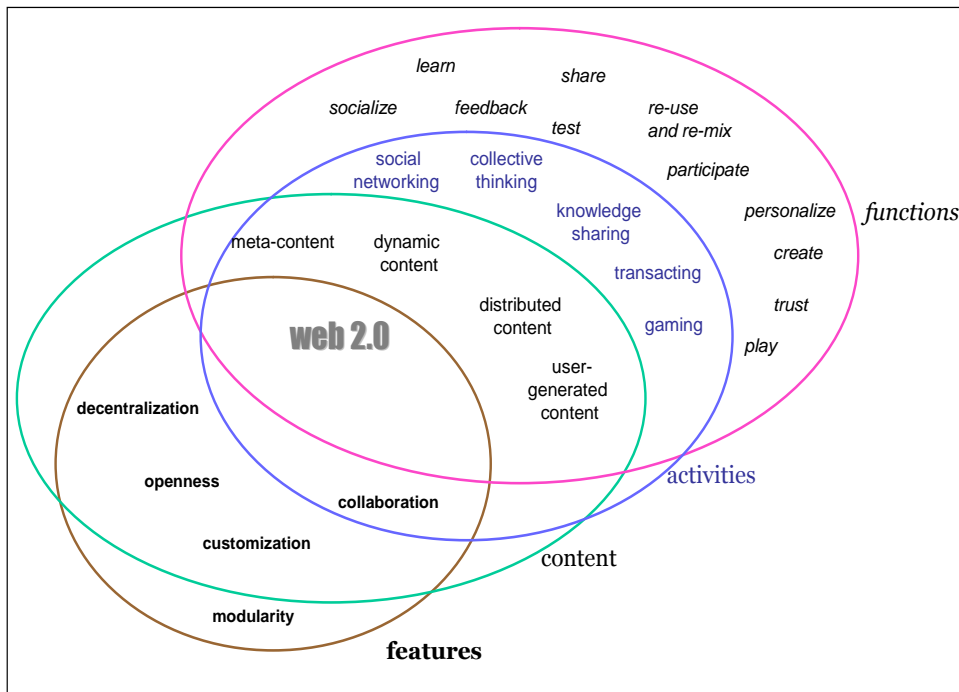 learn
share
socialize
feedback
test
re-use
and re-mix
social
networking
collective
thinking
participate
knowledge
sharing
personalize
functions
meta-content
dynamic
content
create
transacting
distributed
content
trust
gaming
web 2.0
play
user-
generated
content
decentralization
activities
openness
collaboration
customization
content
modularity
features